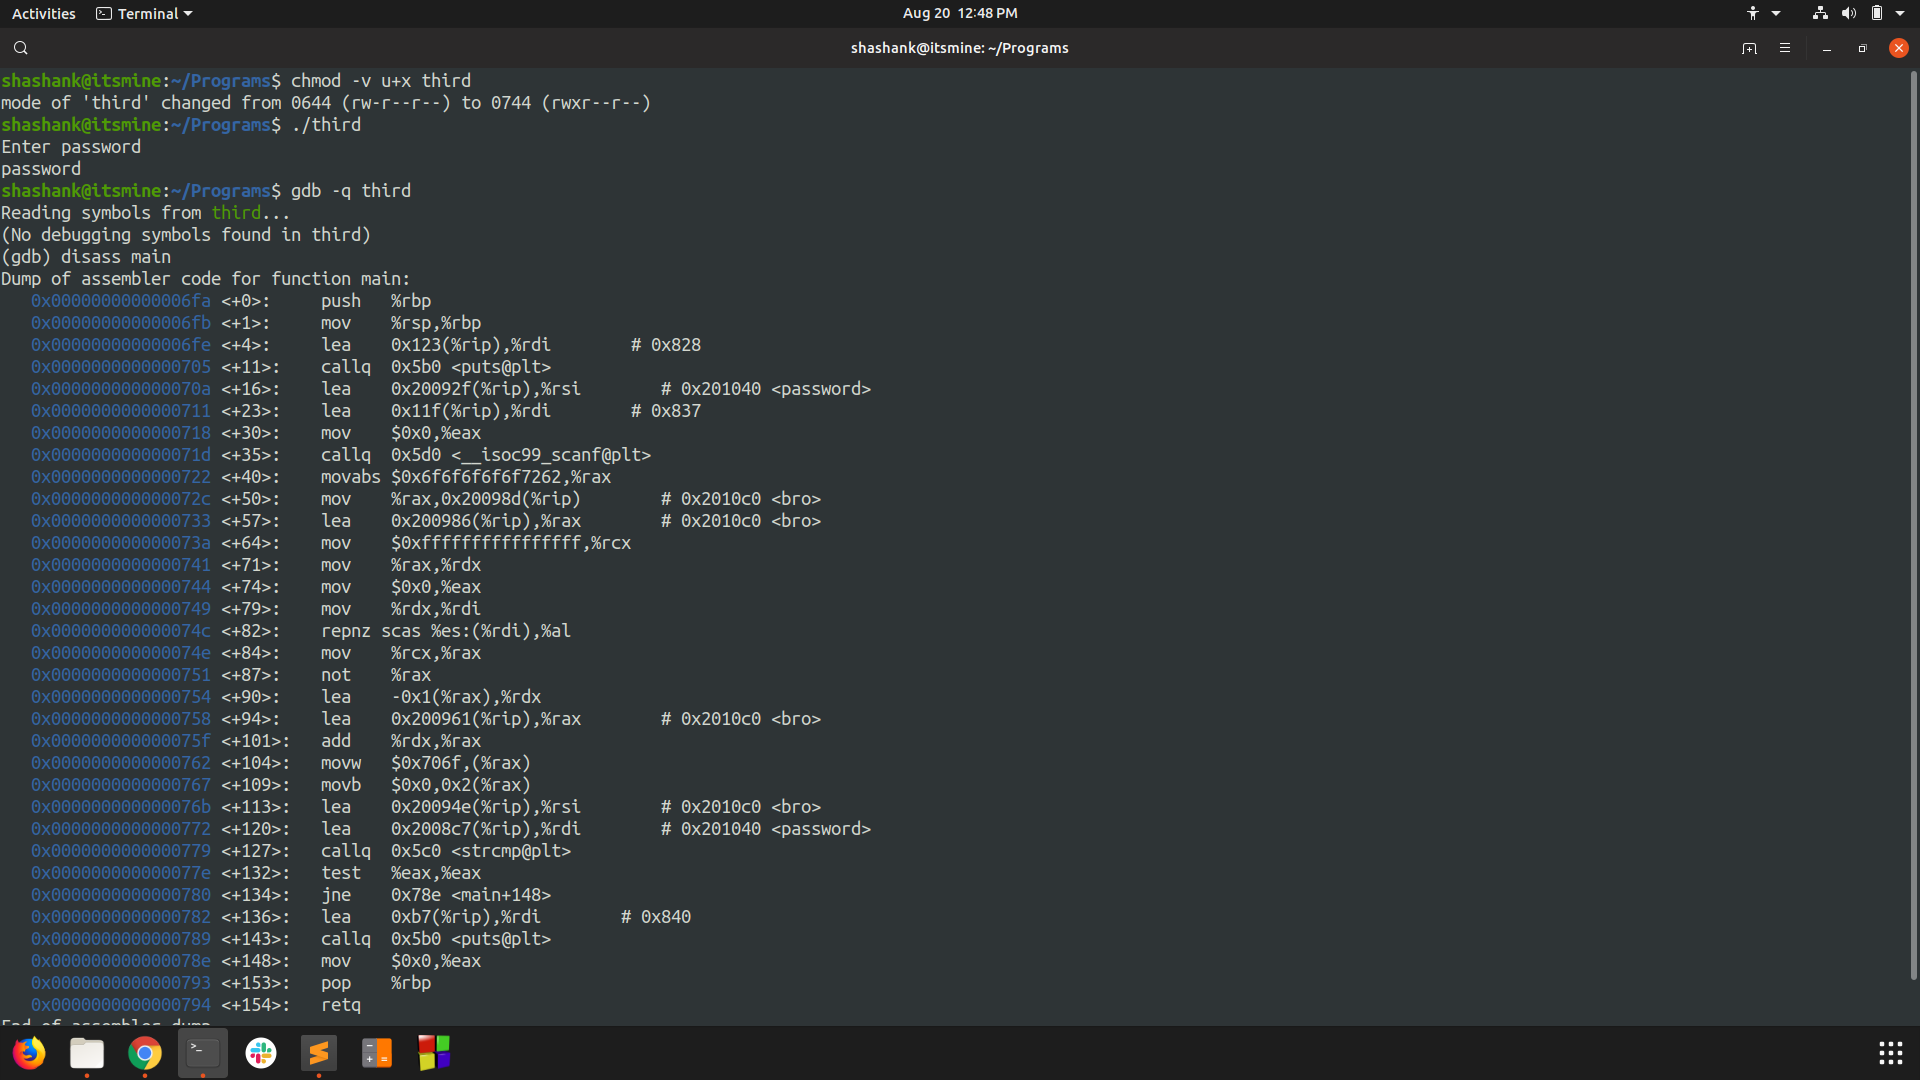 Activities Terminal Aug 20 12:48 PM
shashank@itsmine: ~/Programs
shashank@itsmine:~/Programs$ chmod -v u+x third
mode of 'third' changed from 0644 (rw-r--r--) to 0744 (rwxr--r--)
shashank@itsmine:~/Programs$ ./third
Enter password
password
shashank@itsmine:~/Programs$ gdb -q third
Reading symbols from third...
(No debugging symbols found in third)
(gdb) disass main
Dump of assembler code for function main:
0x00000000000006fa <+0>: push %rbp
0x00000000000006fb <+1>: mov %rsp,%rbp
0x00000000000006fe <+4>: lea 0x123(%rip),%rdi # 0x828
0x0000000000000705 <+11>: callq 0x5b0 <puts@plt>
0x000000000000070a <+16>: lea 0x20092f(%rip),%rsi # 0x201040 <password>
0x0000000000000711 <+23>: lea 0x11f(%rip),%rdi # 0x837
0x0000000000000718 <+30>: mov $0x0,%eax
0x000000000000071d <+35>: callq 0x5d0 <__isoc99_scanf@plt>
0x0000000000000722 <+40>: movabs $0x6f6f6f6f6f6f7262,%rax
0x000000000000072c <+50>: mov %rax,0x20098d(%rip) # 0x2010c0 <bro>
0x0000000000000733 <+57>: lea 0x200986(%rip),%rax # 0x2010c0 <bro>
0x000000000000073a <+64>: mov $0xffffffffffffffff,%rcx
0x0000000000000741 <+71>: mov %rax,%rdx
0x0000000000000744 <+74>: mov $0x0,%eax
0x0000000000000749 <+79>: mov %rdx,%rdi
0x000000000000074c <+82>: repnz scas %es:(%rdi),%al
0x000000000000074e <+84>: mov %rcx,%rax
0x0000000000000751 <+87>: not %rax
0x0000000000000754 <+90>: lea -0x1(%rax),%rdx
0x0000000000000758 <+94>: lea 0x200961(%rip),%rax # 0x2010c0 <bro>
0x000000000000075f <+101>: add %rdx,%rax
0x0000000000000762 <+104>: movw $0x706f,(%rax)
0x0000000000000767 <+109>: movb $0x0,0x2(%rax)
0x000000000000076b <+113>: lea 0x20094e(%rip),%rsi # 0x2010c0 <bro>
0x0000000000000772 <+120>: lea 0x2008c7(%rip),%rdi # 0x201040 <password>
0x0000000000000779 <+127>: callq 0x5c0 <strcmp@plt>
0x000000000000077e <+132>: test %eax,%eax
0x0000000000000780 <+134>: jne 0x78e <main+148>
0x0000000000000782 <+136>: lea 0xb7(%rip),%rdi # 0x840
0x0000000000000789 <+143>: callq 0x5b0 <puts@plt>
0x000000000000078e <+148>: mov $0x0,%eax
0x0000000000000793 <+153>: pop %rbp
0x0000000000000794 <+154>: retq
End of assembler dump